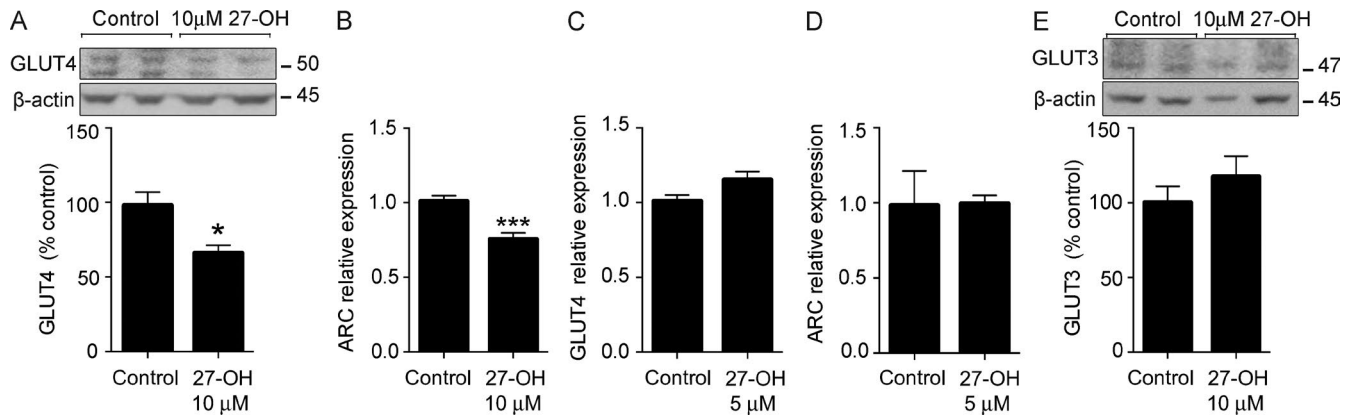 A
Control 10µM 27-OH
GLUT4
50
β-actin
45
GLUT4 (% control)
150
100
50
0
*
Control
27-OH
10 µM
B
ARC relative expression
1.5
1.0
0.5
0.0
***
Control
27-OH
10 µM
C
GLUT4 relative expression
1.5
1.0
0.5
0.0
Control
27-OH
5 µM
D
ARC relative expression
1.5
1.0
0.5
0.0
Control
27-OH
5 µM
E
Control 10µM 27-OH
GLUT3
47
β-actin
45
GLUT3 (% control)
150
100
50
0
Control
27-OH
10 µM